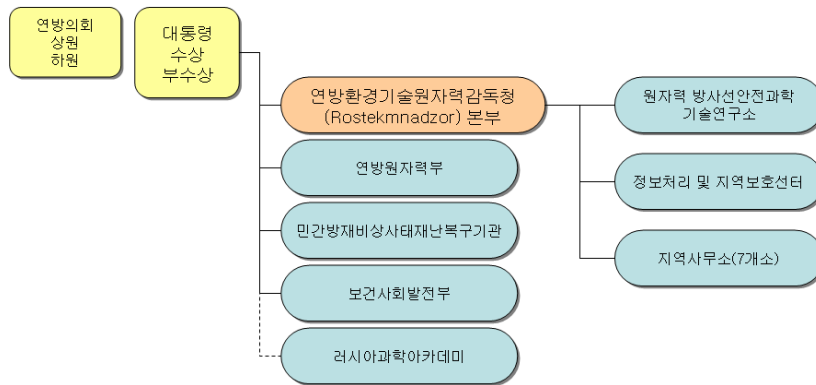 연방의회
상원
하원
대통령
수상
부수상
연방환경기술원자력감독청
(Rostekmnadzor) 본부
연방원자력부
민간방재비상사태재난복구기관
보건사회발전부
러시아과학아카데미
원자력 방사선안전과학
기술연구소
정보처리 및 지역보호센터
지역사무소(7개소)